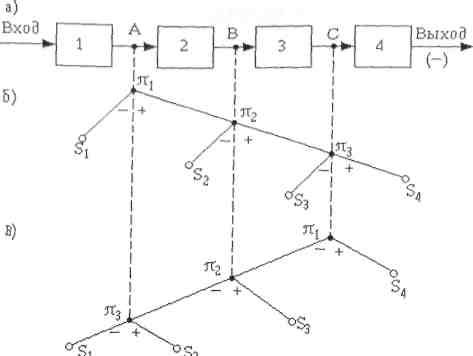 а)
Вход 1 A 2 B 3 C 4 Выход
(−)
б)
π1
− +
S1
π2
− +
S2
π3
− +
S3 S4
в)
π1
− +
S4
π2
− +
S3
π3
− +
S1 S2